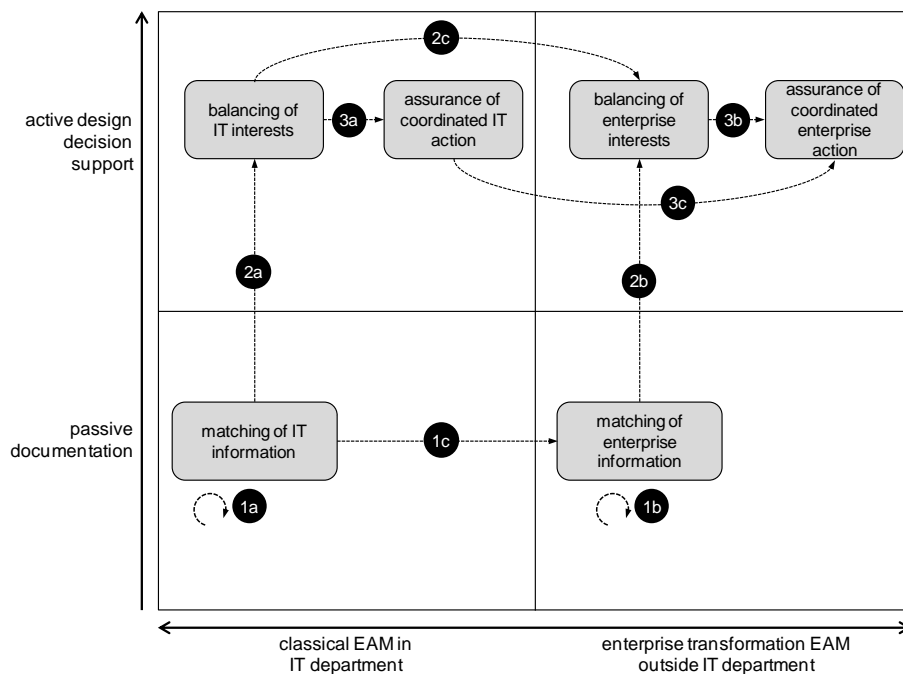 2c
active design
decision
support
balancing of
IT interests
3a
assurance of
coordinated IT
action
balancing of
enterprise
interests
3b
assurance of
coordinated
enterprise
action
3c
2a
2b
passive
documentation
matching of IT
information
1c
matching of
enterprise
information
1a
1b
classical EAM in
IT department
enterprise transformation EAM
outside IT department